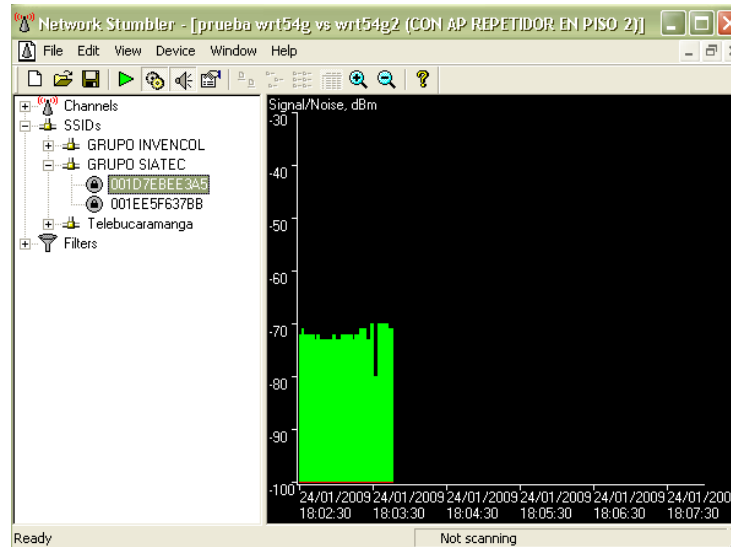 Network Stumbler - [prueba wrt54g vs wrt54g2 (CON AP REPETIDOR EN PISO 2)]
File Edit View Device Window Help
Channels
SSIDs
GRUPO INVENCOL
GRUPO SIATEC
001D7EBEE3A5
001EE5F637BB
Telebucaramanga
Filters
Signal/Noise, dBm
-30
-40
-50
-60
-70
-80
-90
-100
24/01/2009 24/01/2009 24/01/2009 24/01/2009 24/01/2009 24/01/200
18:02:30 18:03:30 18:04:30 18:05:30 18:06:30 18:07:30
Ready Not scanning